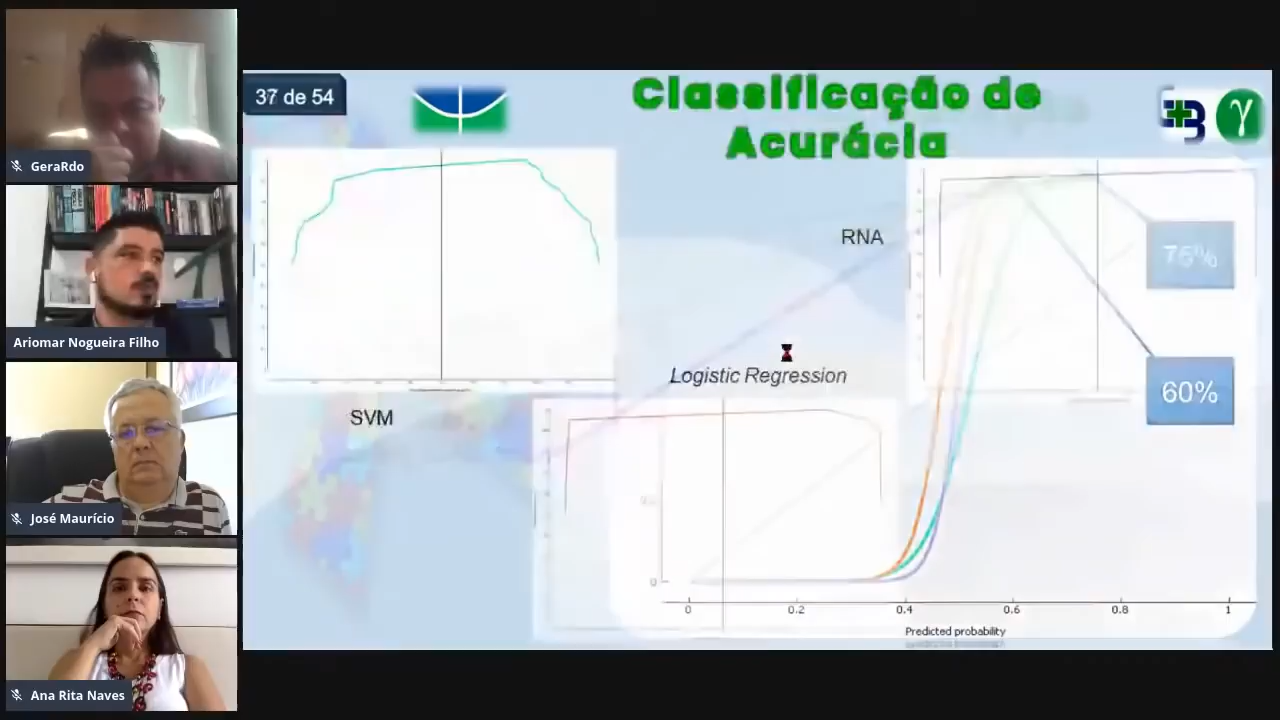 GeraRdo
Ariomar Nogueira Filho
José Maurício
Ana Rita Naves
37 de 54
Classificação de
Acurácia
RNA
76%
Logistic Regression
60%
SVM
0
0 0.2 0.4 0.6 0.8 1
Predicted probability